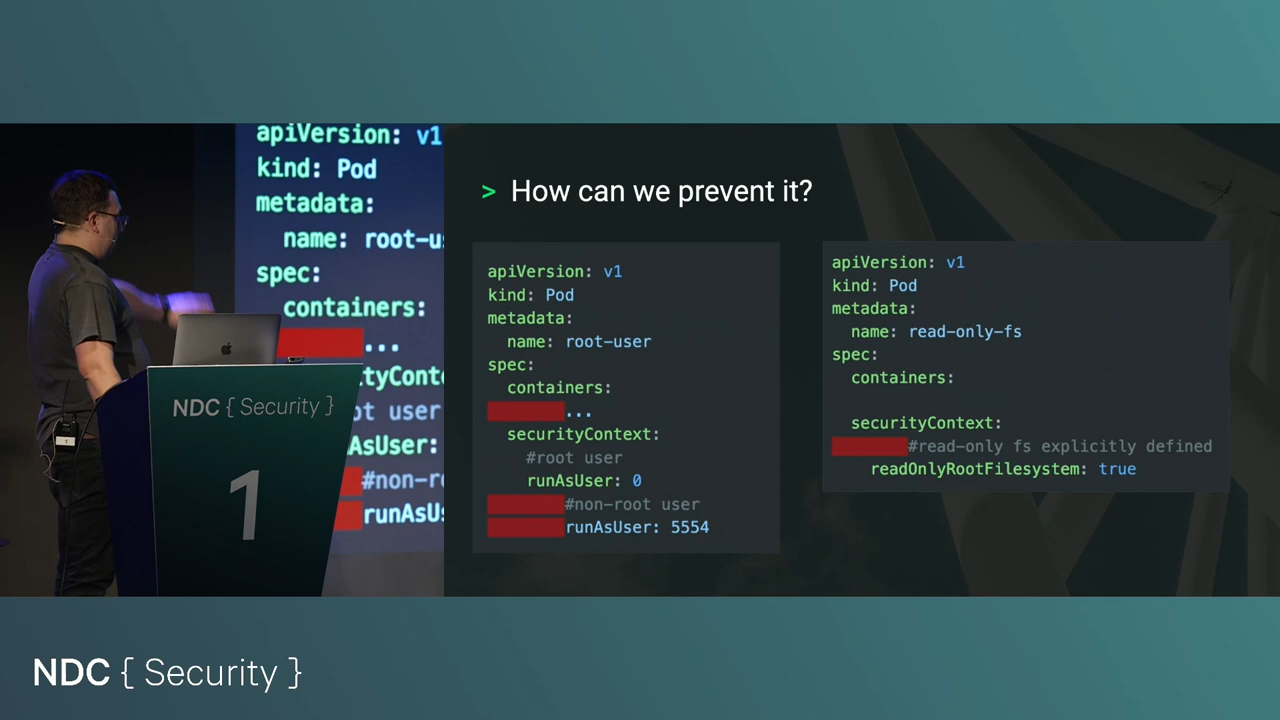 apiVersion: v1
kind: Pod
metadata:
name: root-u
spec:
containers:
...
tyCont
ot user
AsUser:
#non-r
runAsUs
NDC { Security }
1
> How can we prevent it?
apiVersion: v1
kind: Pod
metadata:
name: root-user
spec:
containers:
...
securityContext:
#root user
runAsUser: 0
#non-root user
runAsUser: 5554
apiVersion: v1
kind: Pod
metadata:
name: read-only-fs
spec:
containers:
securityContext:
#read-only fs explicitly defined
readOnlyRootFilesystem: true
NDC { Security }